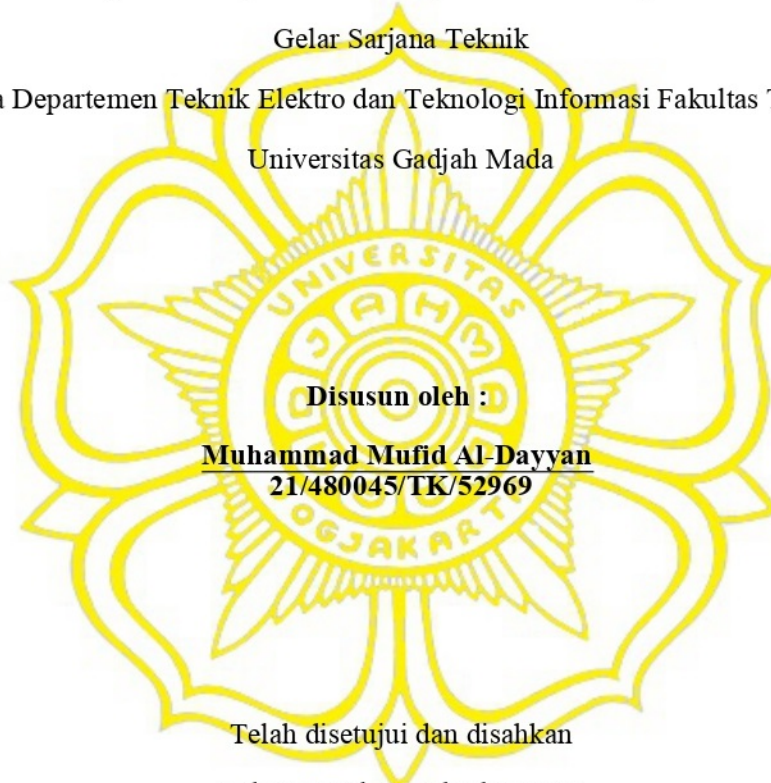 Gelar Sarjana Teknik
Departemen Teknik Elektro dan Teknologi Informasi Fakultas
Universitas Gadjah Mada
UNIVERSITAS
Disusun oleh :
Muhammad Mufid Al-Dayyan
21/480045/TK/52969
OGJAKART
Telah disetujui dan disahkan